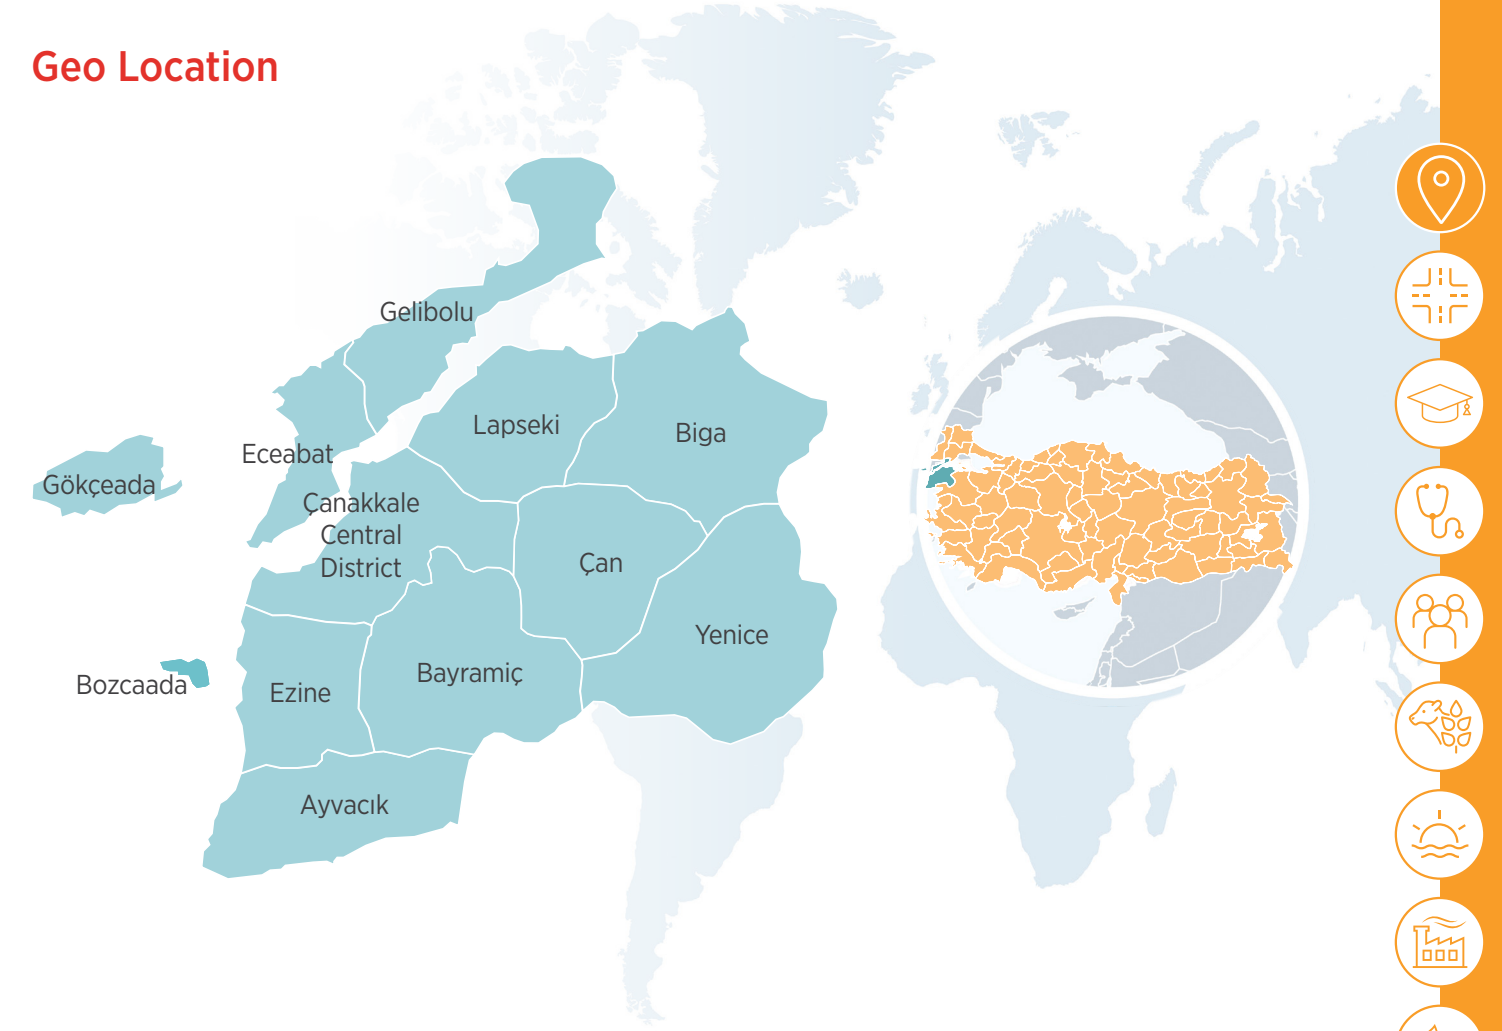 Geo Location
Gelibolu
Lapseki
Biga
Eceabat
Gökçeada
Çanakkale
Central
District
Çan
Yenice
Bayramiç
Bozcaada
Ezine
Ayvacık